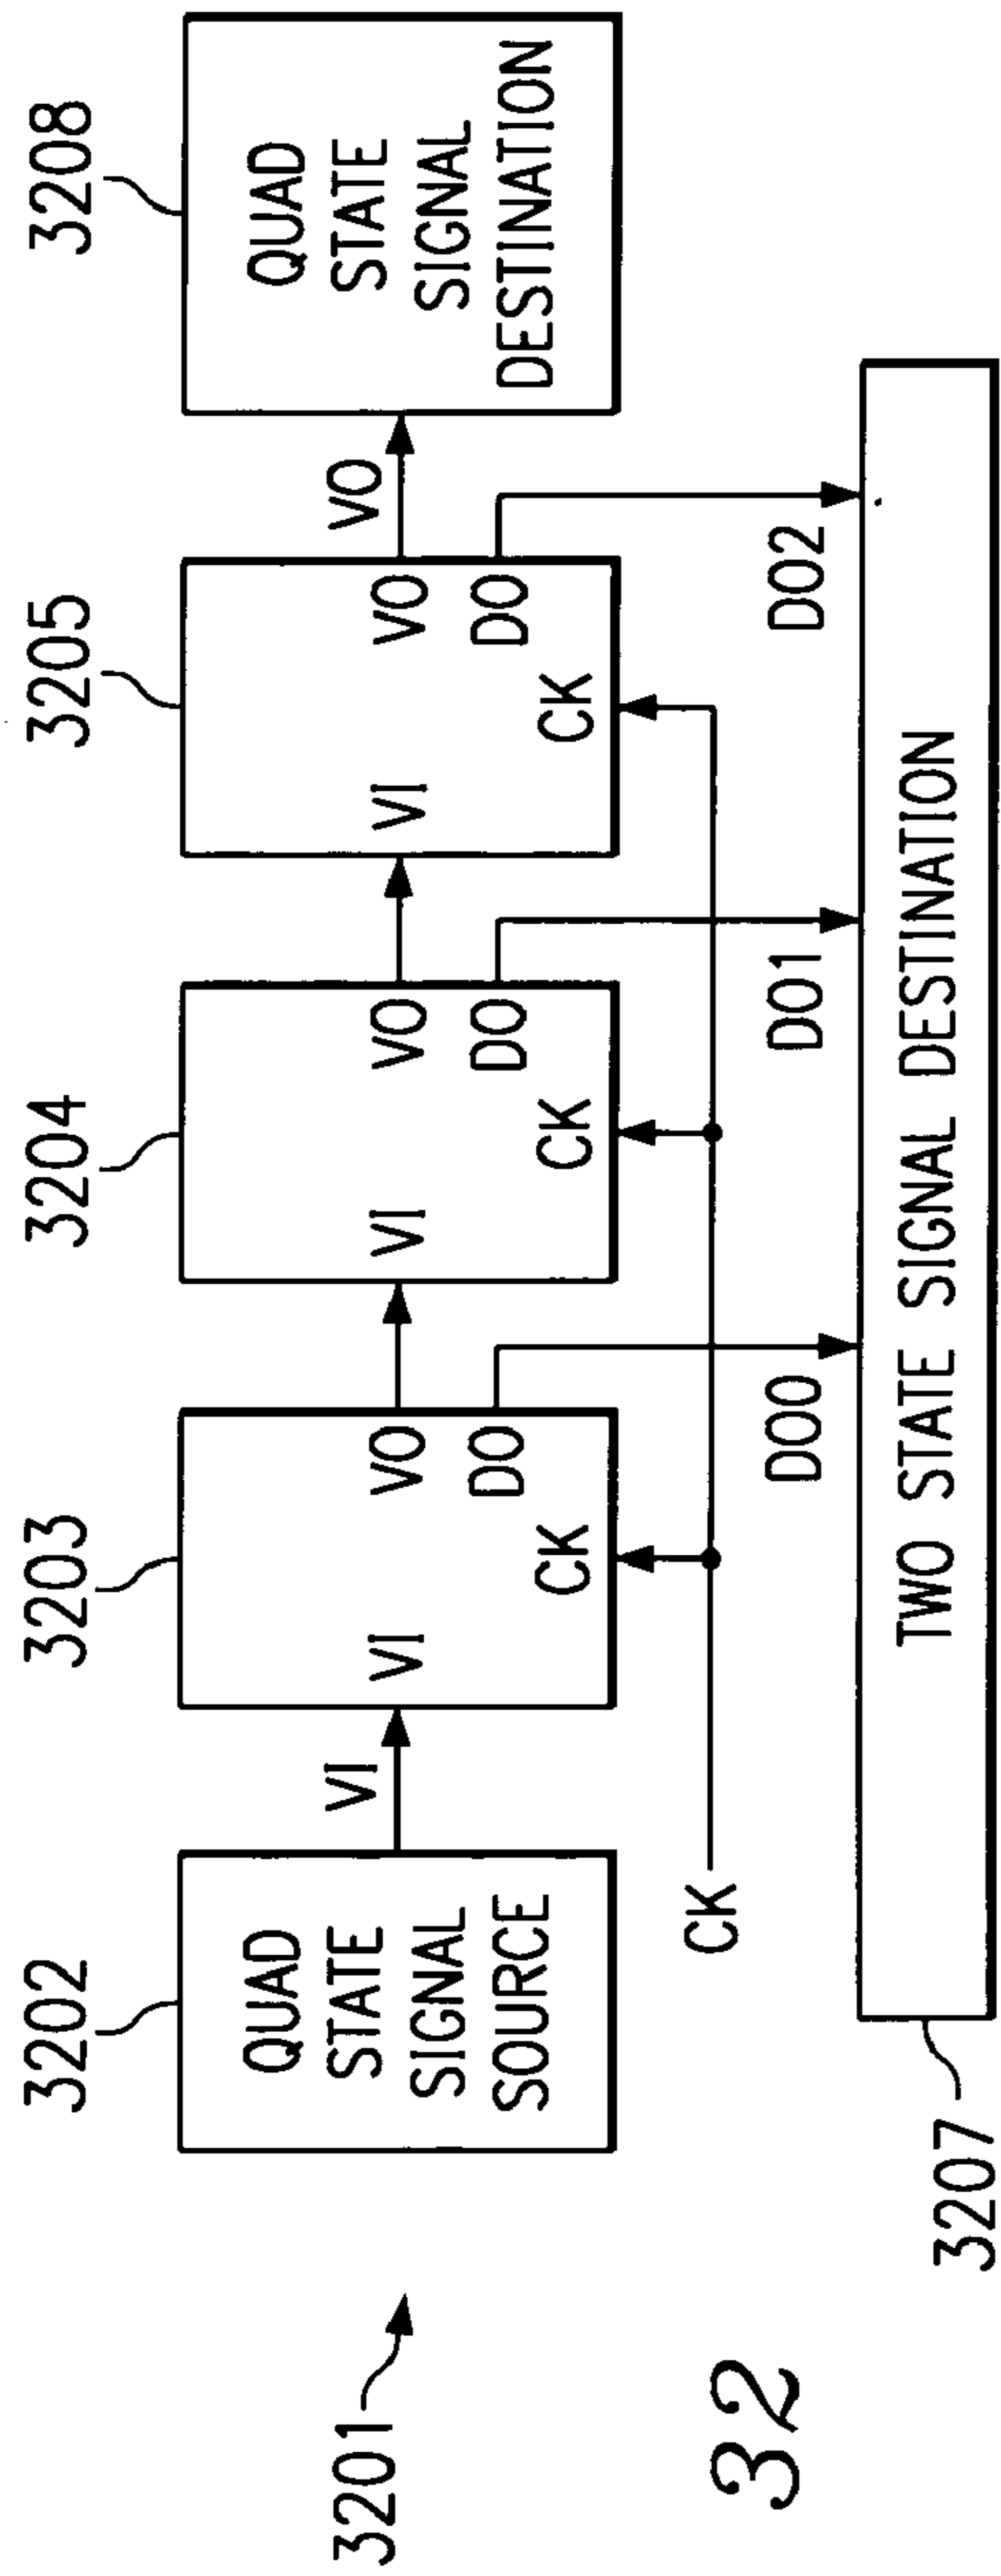 3202
3203
3204
3205
3208
QUAD
STATE
SIGNAL
SOURCE
VI
VI
VO
DO
CK
VI
VO
DO
CK
VI
VO
DO
CK
VO
QUAD
STATE
SIGNAL
DESTINATION
CK
DO0
DO1
DO2
TWO STATE SIGNAL DESTINATION
3207
3201
32